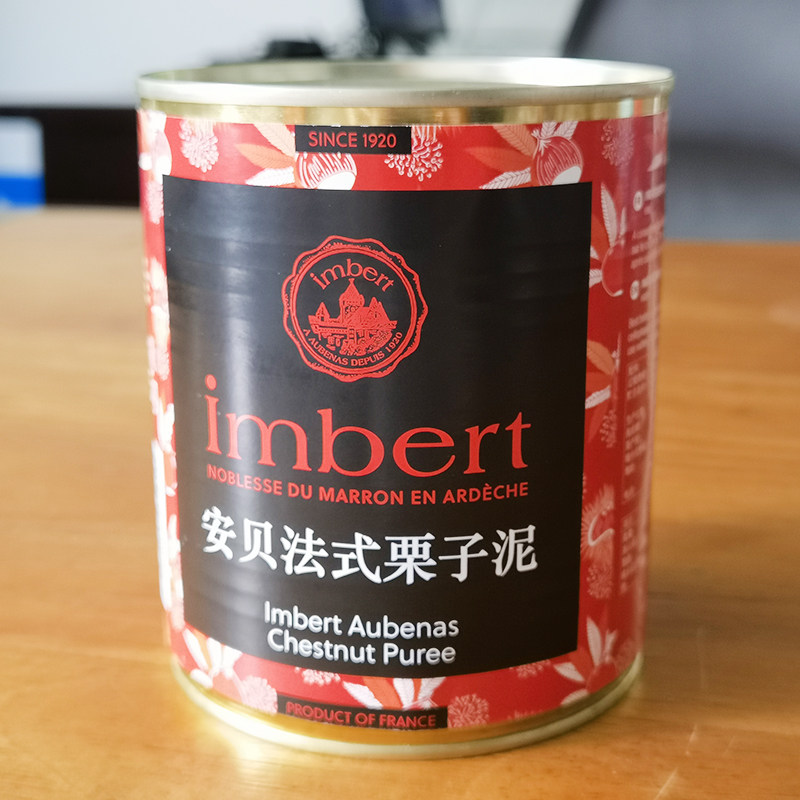 SINCE 1920
imbert
A AUBENAS DEPUIS 1920
imbert
NOBLESSE DU MARRON EN ARDÈCHE
安贝法式栗子泥
Imbert Aubenas
Chestnut Puree
PRODUCT OF FRANCE